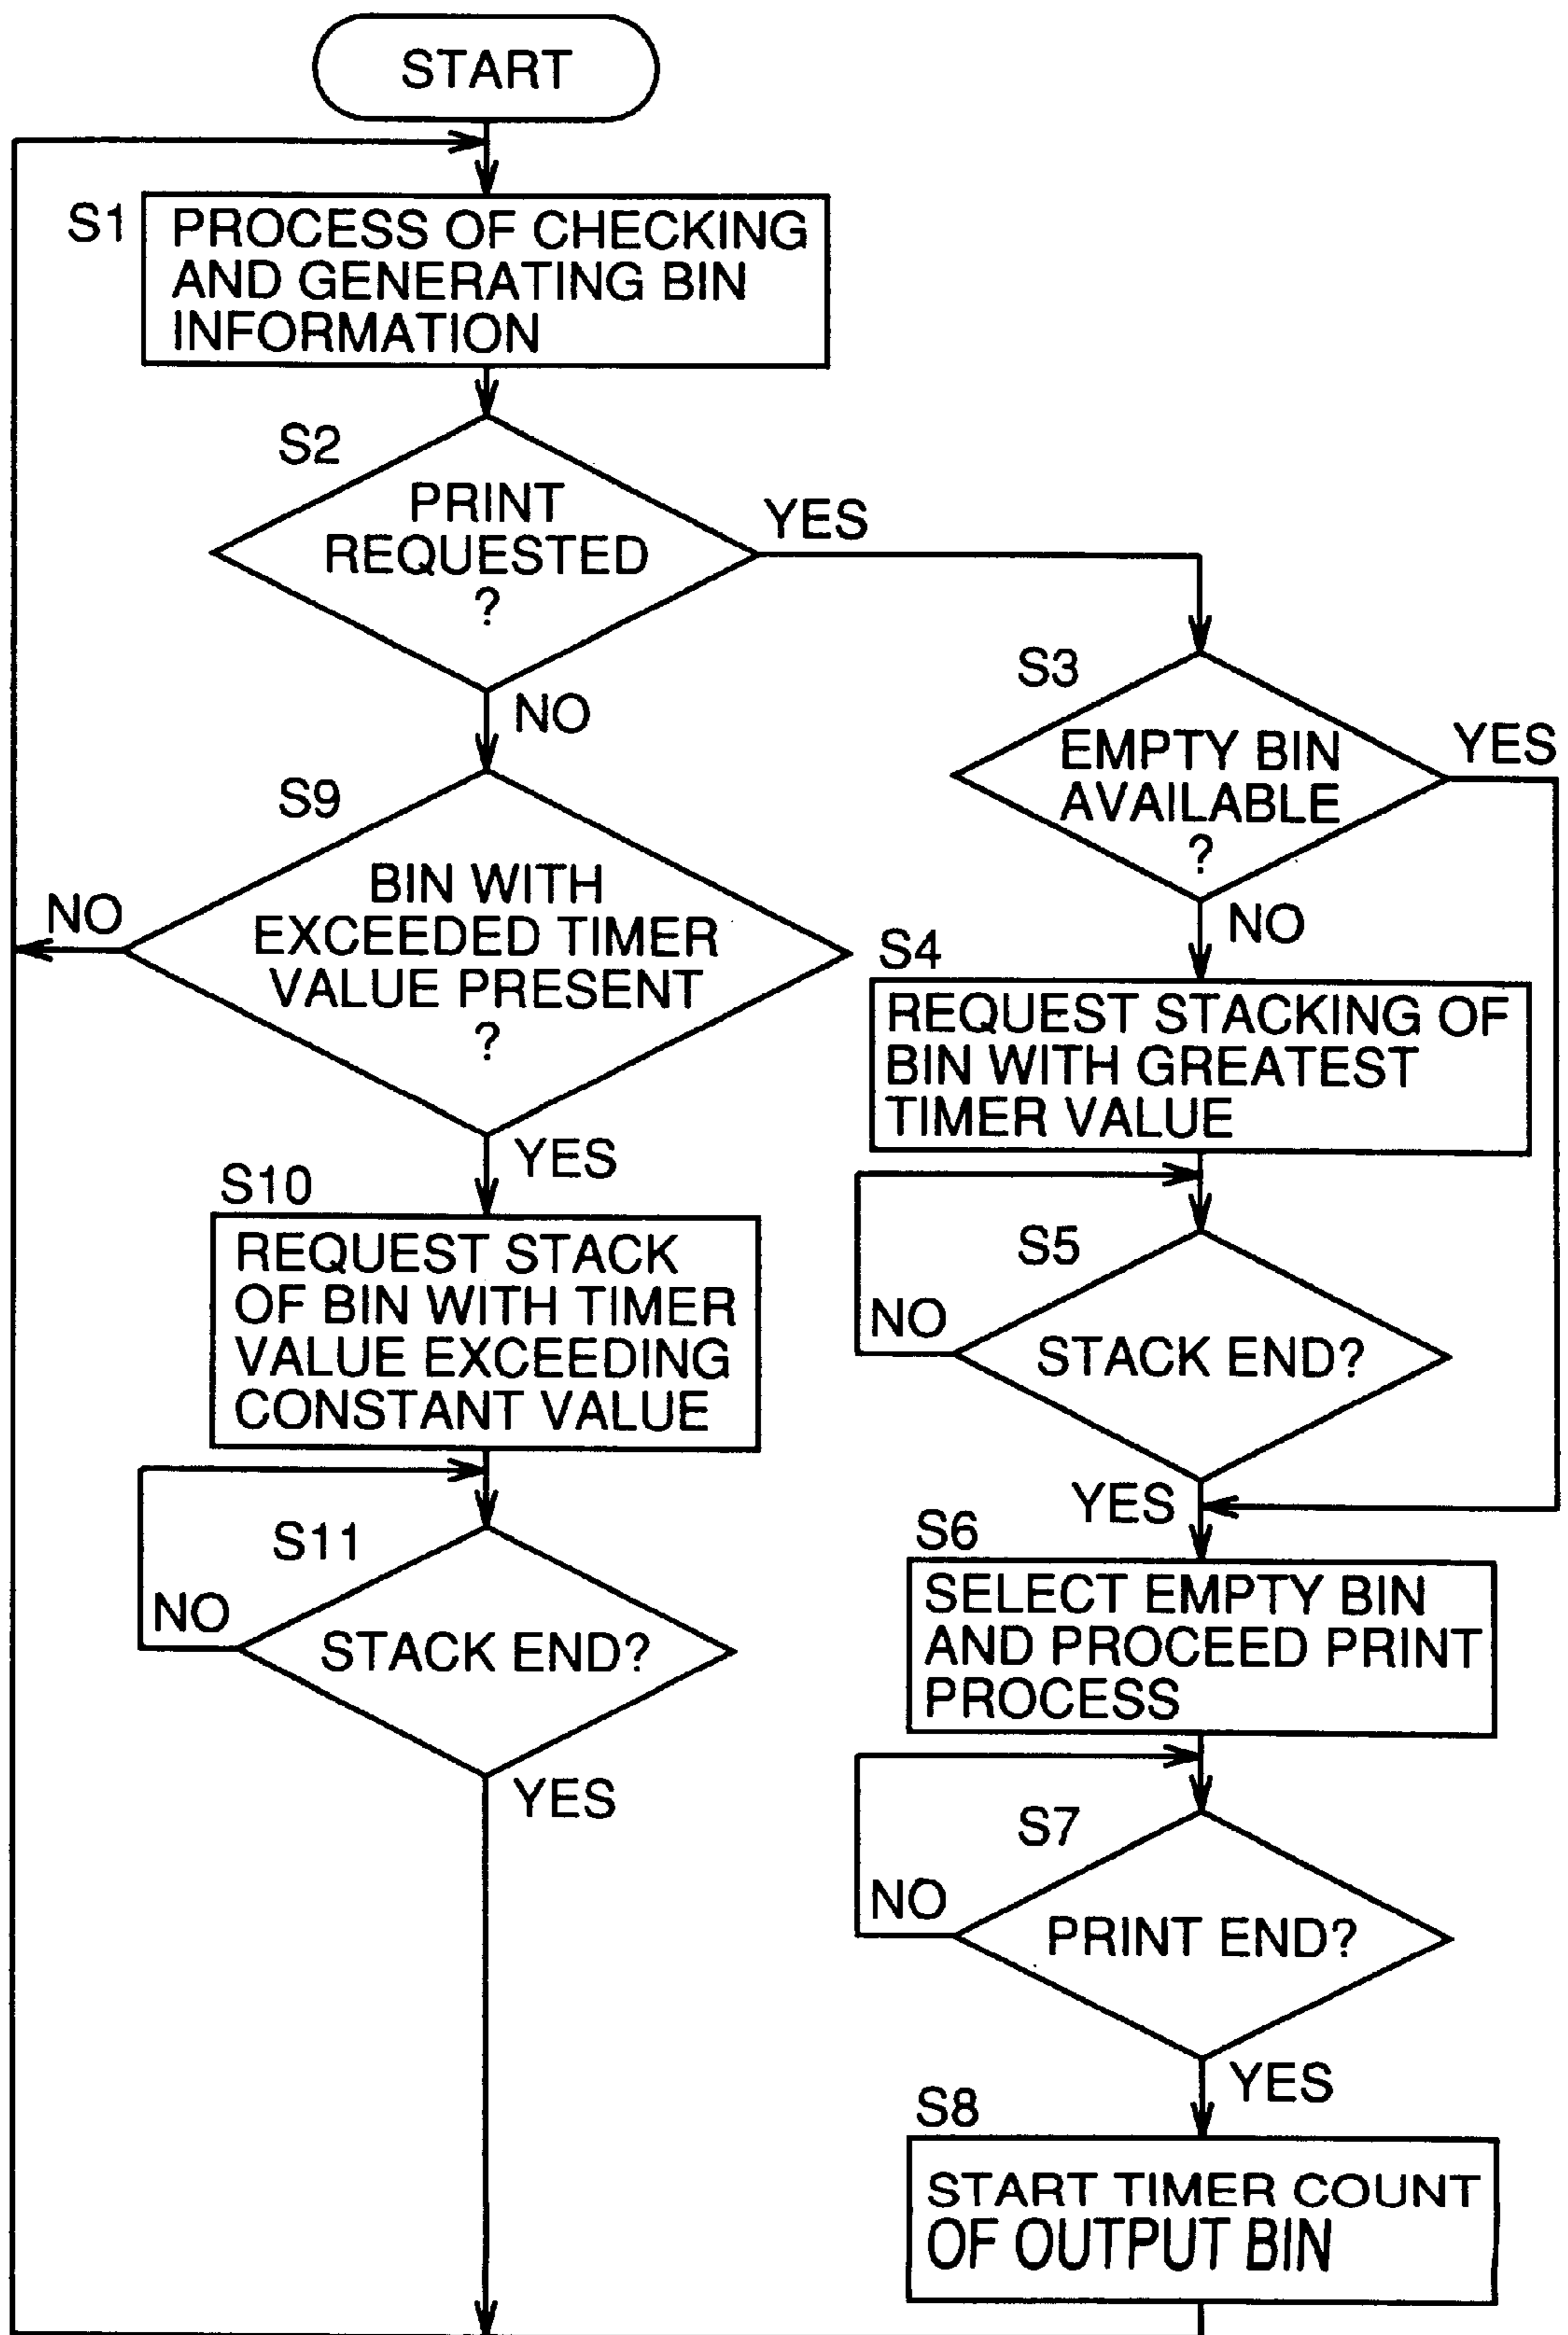 START
S1
PROCESS OF CHECKING
AND GENERATING BIN
INFORMATION
S2
PRINT
REQUESTED
?
YES
NO
S3
EMPTY BIN
AVAILABLE
?
YES
NO
S4
REQUEST STACKING OF
BIN WITH GREATEST
TIMER VALUE
S5
STACK END?
NO
YES
S6
SELECT EMPTY BIN
AND PROCEED PRINT
PROCESS
S7
PRINT END?
NO
YES
S8
START TIMER COUNT
OF OUTPUT BIN
S9
BIN WITH
EXCEEDED TIMER
VALUE PRESENT
?
NO
YES
S10
REQUEST STACK
OF BIN WITH TIMER
VALUE EXCEEDING
CONSTANT VALUE
S11
STACK END?
NO
YES